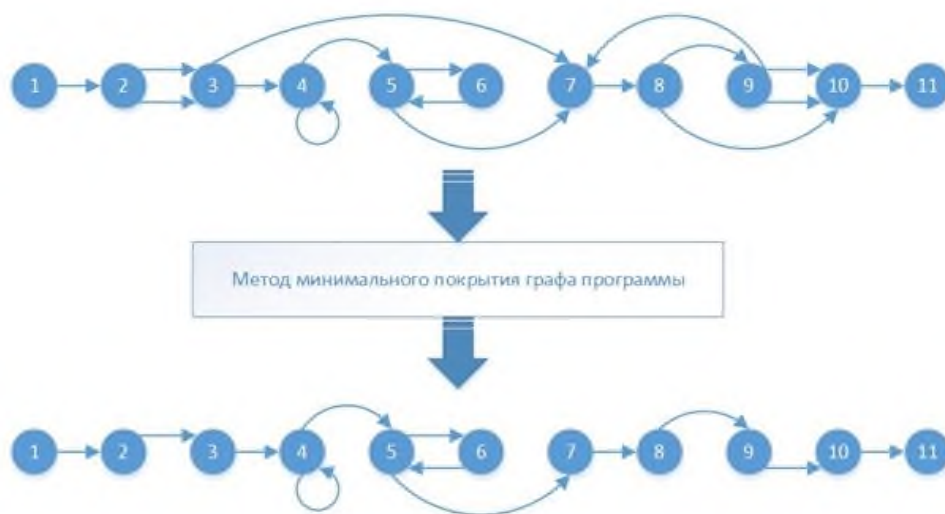 1 2 3 4 5 6 7 8 9 10 11
Метод минимального покрытия графа программы
1 2 3 4 5 6 7 8 9 10 11